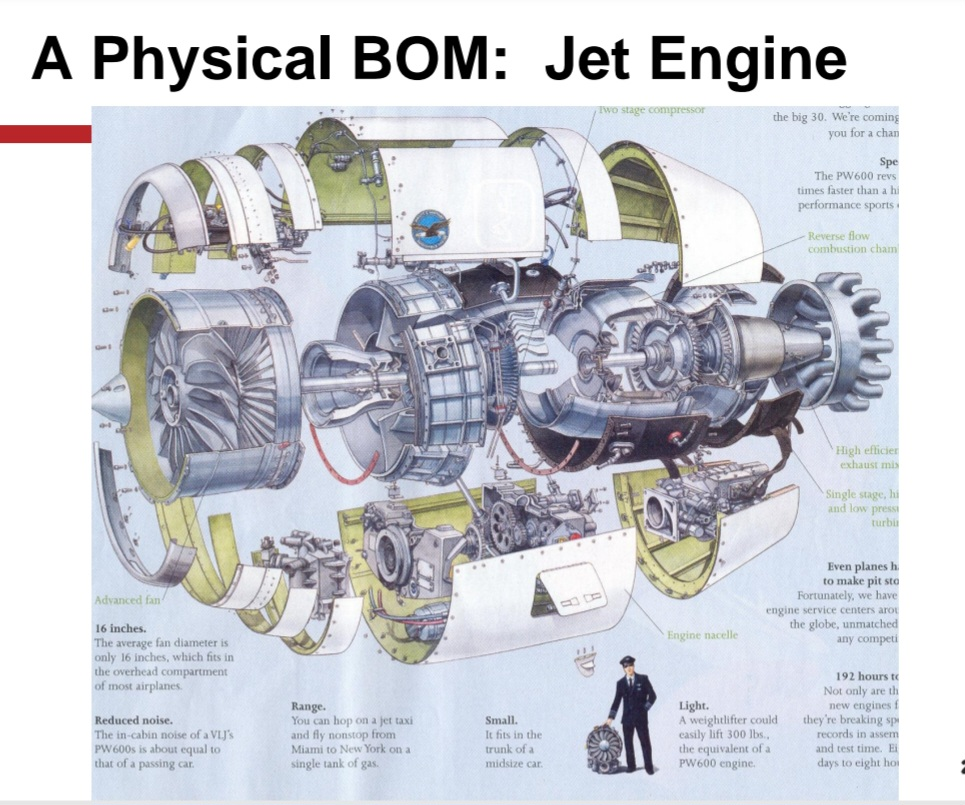 A Physical BOM: Jet Engine
Two stage compressor
the big 30. We're coming
you for a chan
Spe
The PW600 revs
times faster than a hi
performance sports
Reverse flow
combustion cham
High efficien
exhaust mix
Single stage, hi
and low pressu
turbin
Even planes ha
to make pit sto
Fortunately, we have
engine service centers arou
the globe, unmatched
any competi
Advanced fan
Engine nacelle
16 inches.
The average fan diameter is
only 16 inches, which fits in
the overhead compartment
of most airplanes.
Reduced noise.
The in-cabin noise of a VLJ's
PW600s is about equal to
that of a passing car.
Range.
You can hop on a jet taxi
and fly nonstop from
Miami to New York on a
single tank of gas.
Small.
It fits in the
trunk of a
midsize car.
Light.
A weightlifter could
easily lift 300 lbs.,
the equivalent of a
PW600 engine.
192 hours to
Not only are th
new engines f
they're breaking spe
records in assem
and test time. Ei
days to eight hou